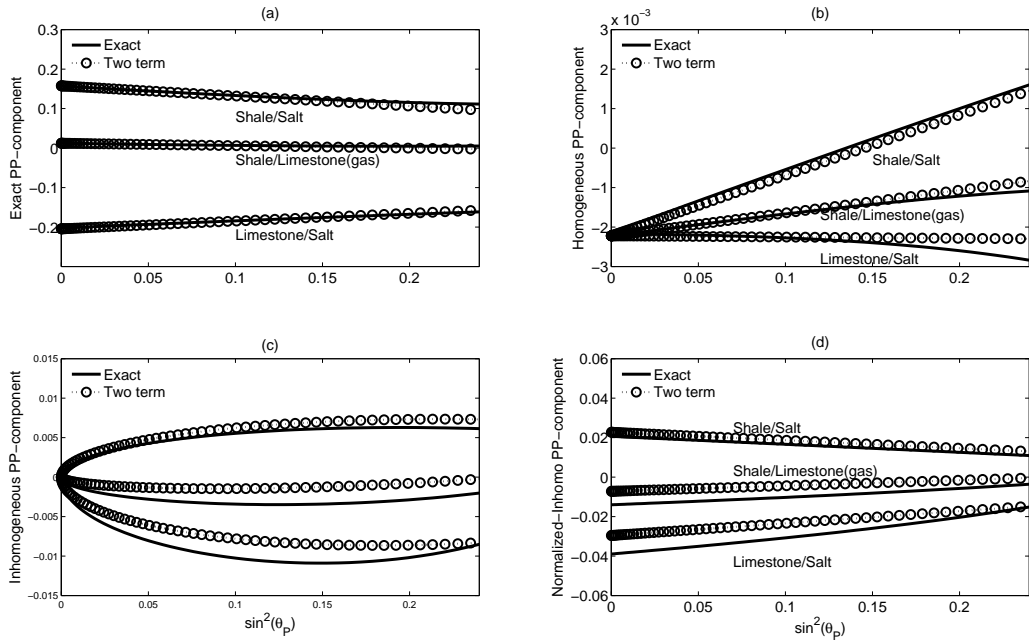 (a)
0.3
0.2
0.1
0
−0.1
−0.2
Exact PP−component
Exact
Two term
Shale/Salt
Shale/Limestone(gas)
Limestone/Salt
0 0.05 0.1 0.15 0.2
(b)
x 10−3
3
2
1
0
−1
−2
−3
Homogeneous PP−component
Exact
Two term
Shale/Salt
Shale/Limestone(gas)
Limestone/Salt
0 0.05 0.1 0.15 0.2
(c)
0.015
0.01
0.005
0
−0.005
−0.01
−0.015
Inhomogeneous PP−component
Exact
Two term
0 0.05 0.1 0.15 0.2
sin²(θP)
(d)
0.06
0.04
0.02
0
−0.02
−0.04
−0.06
Normalized−Inhomo PP−component
Exact
Two term
Shale/Salt
Shale/Limestone(gas)
Limestone/Salt
0 0.05 0.1 0.15 0.2
sin²(θP)